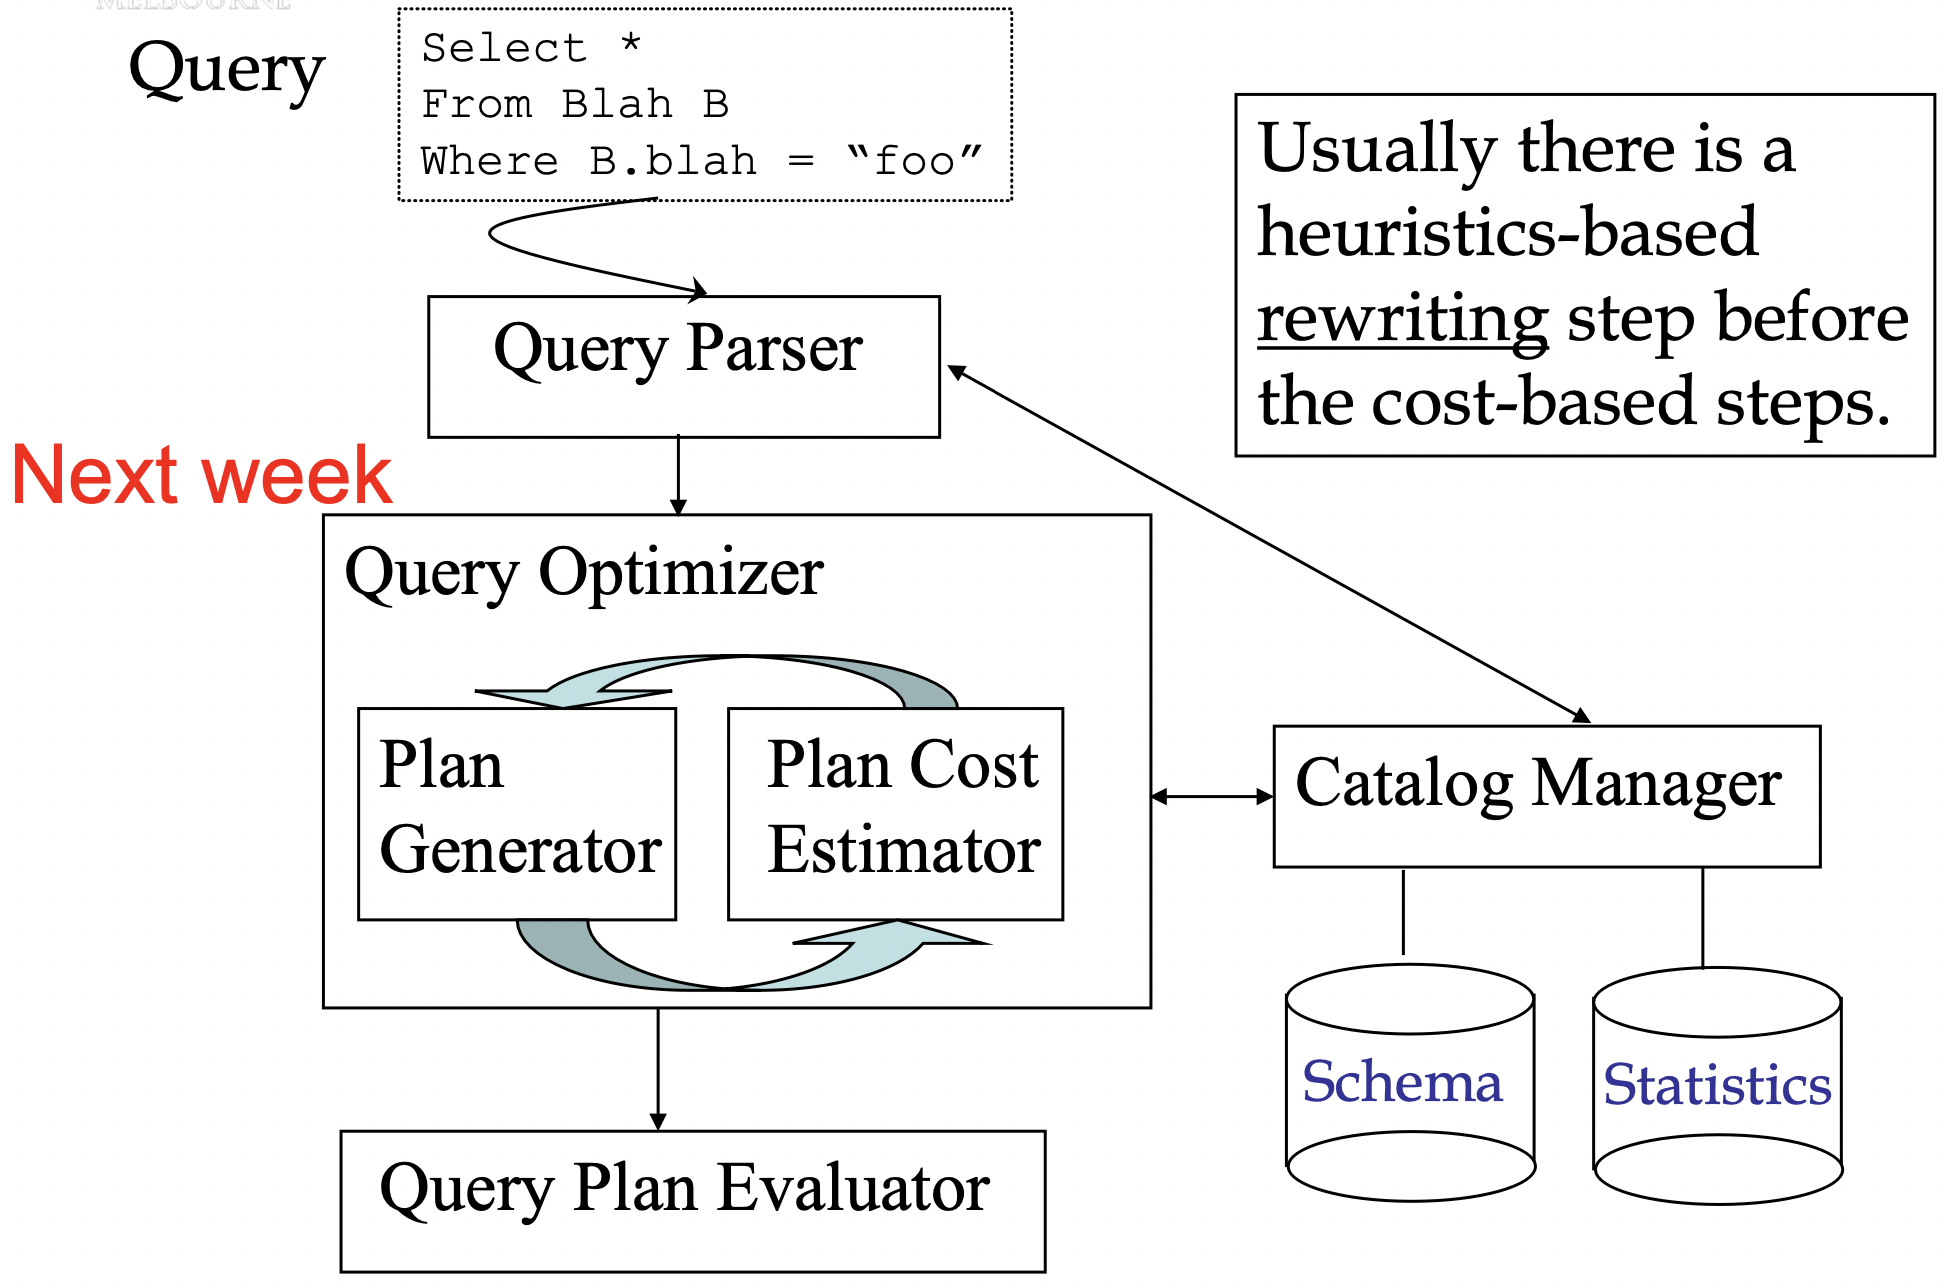 Query
Select *
From Blah B
Where B.blah = “foo”
Usually there is a
heuristics-based
rewriting step before
the cost-based steps.
Query Parser
Next week
Query Optimizer
Plan
Generator
Plan Cost
Estimator
Catalog Manager
Schema
Statistics
Query Plan Evaluator